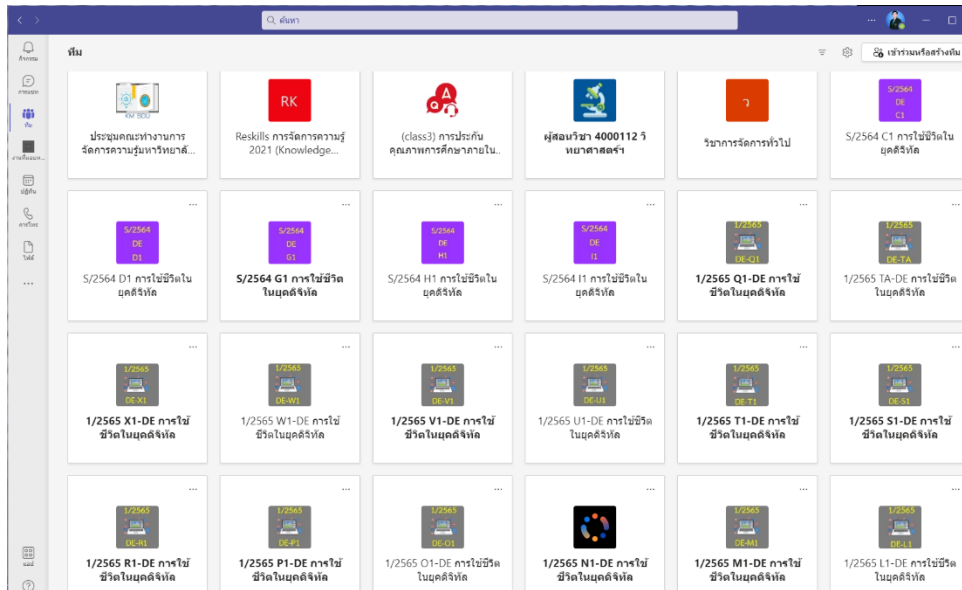 ค้นหา
กิจกรรม
การแชท
ทีม
ปฏิทิน
การโทร
ไฟล์
แอป
ทีม
เข้าร่วมหรือสร้างทีม
KM BDU
ประชุมคณะทำงานการ
จัดการความรู้มหาวิทยาลั...
RK
Reskills การจัดการความรู้
2021 (Knowledge...
Q A
(class3) การประกัน
คุณภาพการศึกษาภายใน..
ผู้สอนวิชา 4000112 วิ
ทยาศาสตร์ฯ
ว
วิชาการจัดการทั่วไป
S/2564
DE
C1
S/2564 C1 การใช้ชีวิตใน
ยุคดิจิทัล
S/2564
DE
D1
S/2564 D1 การใช้ชีวิตใน
ยุคดิจิทัล
S/2564
DE
G1
S/2564 G1 การใช้ชีวิต
ในยุคดิจิทัล
S/2564
DE
H1
S/2564 H1 การใช้ชีวิตใน
ยุคดิจิทัล
S/2564
DE
I1
S/2564 I1 การใช้ชีวิตใน
ยุคดิจิทัล
1/2565
DE-Q1
1/2565 Q1-DE การใช้
ชีวิตในยุคดิจิทัล
1/2565
DE-TA
1/2565 TA-DE การใช้ชีวิต
ในยุคดิจิทัล
1/2565
DE-X1
1/2565 X1-DE การใช้
ชีวิตในยุคดิจิทัล
1/2565
DE-W1
1/2565 W1-DE การใช้
ชีวิตในยุคดิจิทัล
1/2565
DE-V1
1/2565 V1-DE การใช้
ชีวิตในยุคดิจิทัล
1/2565
DE-U1
1/2565 U1-DE การใช้ชีวิต
ในยุคดิจิทัล
1/2565
DE-T1
1/2565 T1-DE การใช้
ชีวิตในยุคดิจิทัล
1/2565
DE-S1
1/2565 S1-DE การใช้
ชีวิตในยุคดิจิทัล
1/2565
DE-R1
1/2565 R1-DE การใช้
ชีวิตในยุคดิจิทัล
1/2565
DE-P1
1/2565 P1-DE การใช้
ชีวิตในยุคดิจิทัล
1/2565
DE-O1
1/2565 O1-DE การใช้ชีวิต
ในยุคดิจิทัล
1/2565 N1-DE การใช้
ชีวิตในยุคดิจิทัล
1/2565
DE-M1
1/2565 M1-DE การใช้
ชีวิตในยุคดิจิทัล
1/2565
DE-L1
1/2565 L1-DE การใช้ชีวิต
ในยุคดิจิทัล